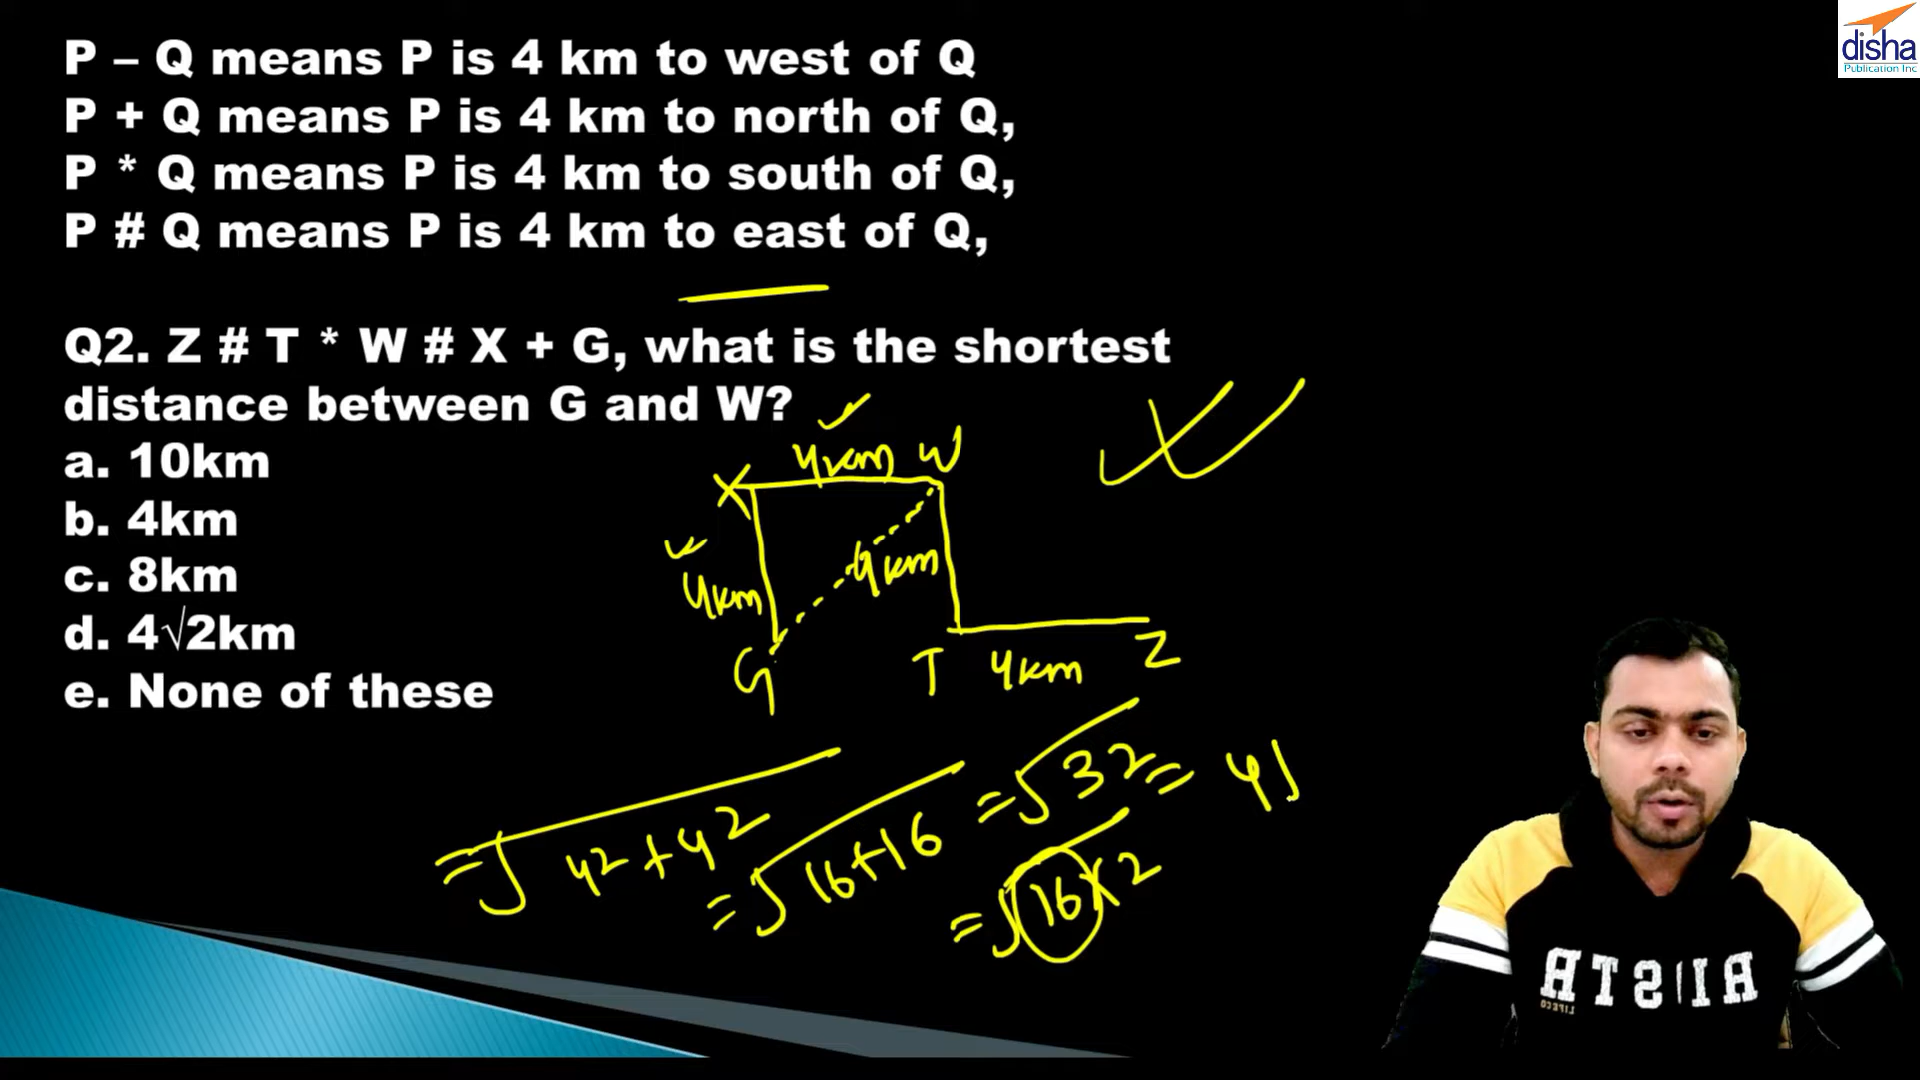 P – Q means P is 4 km to west of Q
P + Q means P is 4 km to north of Q,
P * Q means P is 4 km to south of Q,
P # Q means P is 4 km to east of Q,
disha
Publication Inc
Q2. Z # T * W # X + G, what is the shortest
distance between G and W?
a. 10km
b. 4km
c. 8km
d. 4√2km
e. None of these
4km W
X
4km
4km
G
T 4km Z
=√4²+4² =√16+16 =√32 = 4√
=√16×2